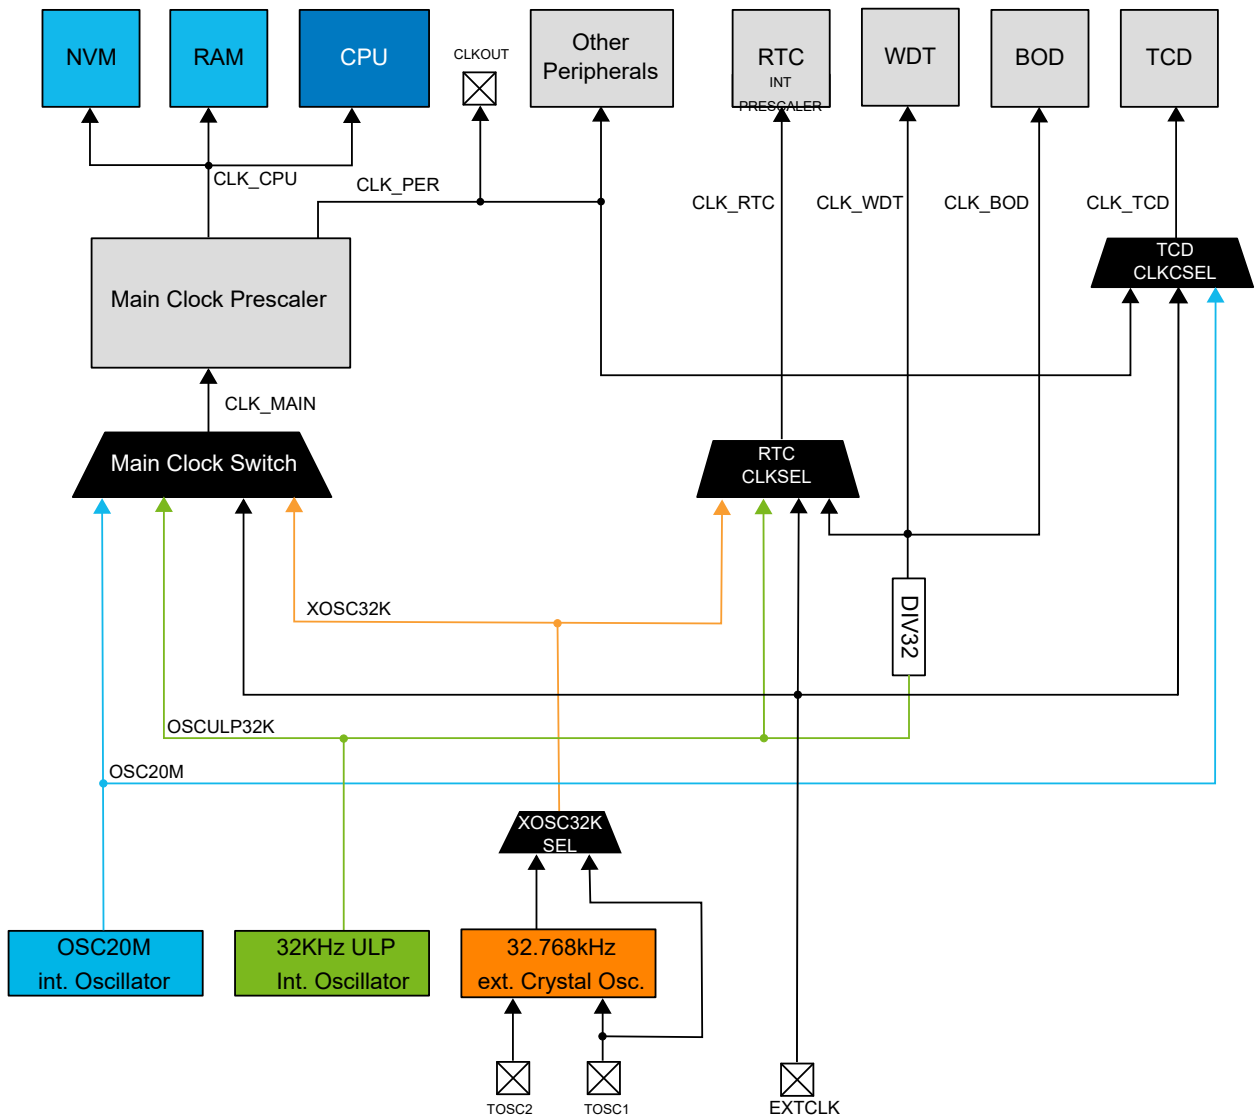 NVM
RAM
CPU
CLKOUT
Other
Peripherals
RTC
INT
PRESCALER
WDT
BOD
TCD
CLK_CPU
CLK_PER
CLK_RTC
CLK_WDT
CLK_BOD
CLK_TCD
TCD
CLKCSEL
Main Clock Prescaler
CLK_MAIN
Main Clock Switch
RTC
CLKSEL
XOSC32K
DIV32
OSCULP32K
OSC20M
XOSC32K
SEL
OSC20M
int. Oscillator
32KHz ULP
Int. Oscillator
32.768kHz
ext. Crystal Osc.
TOSC2
TOSC1
EXTCLK